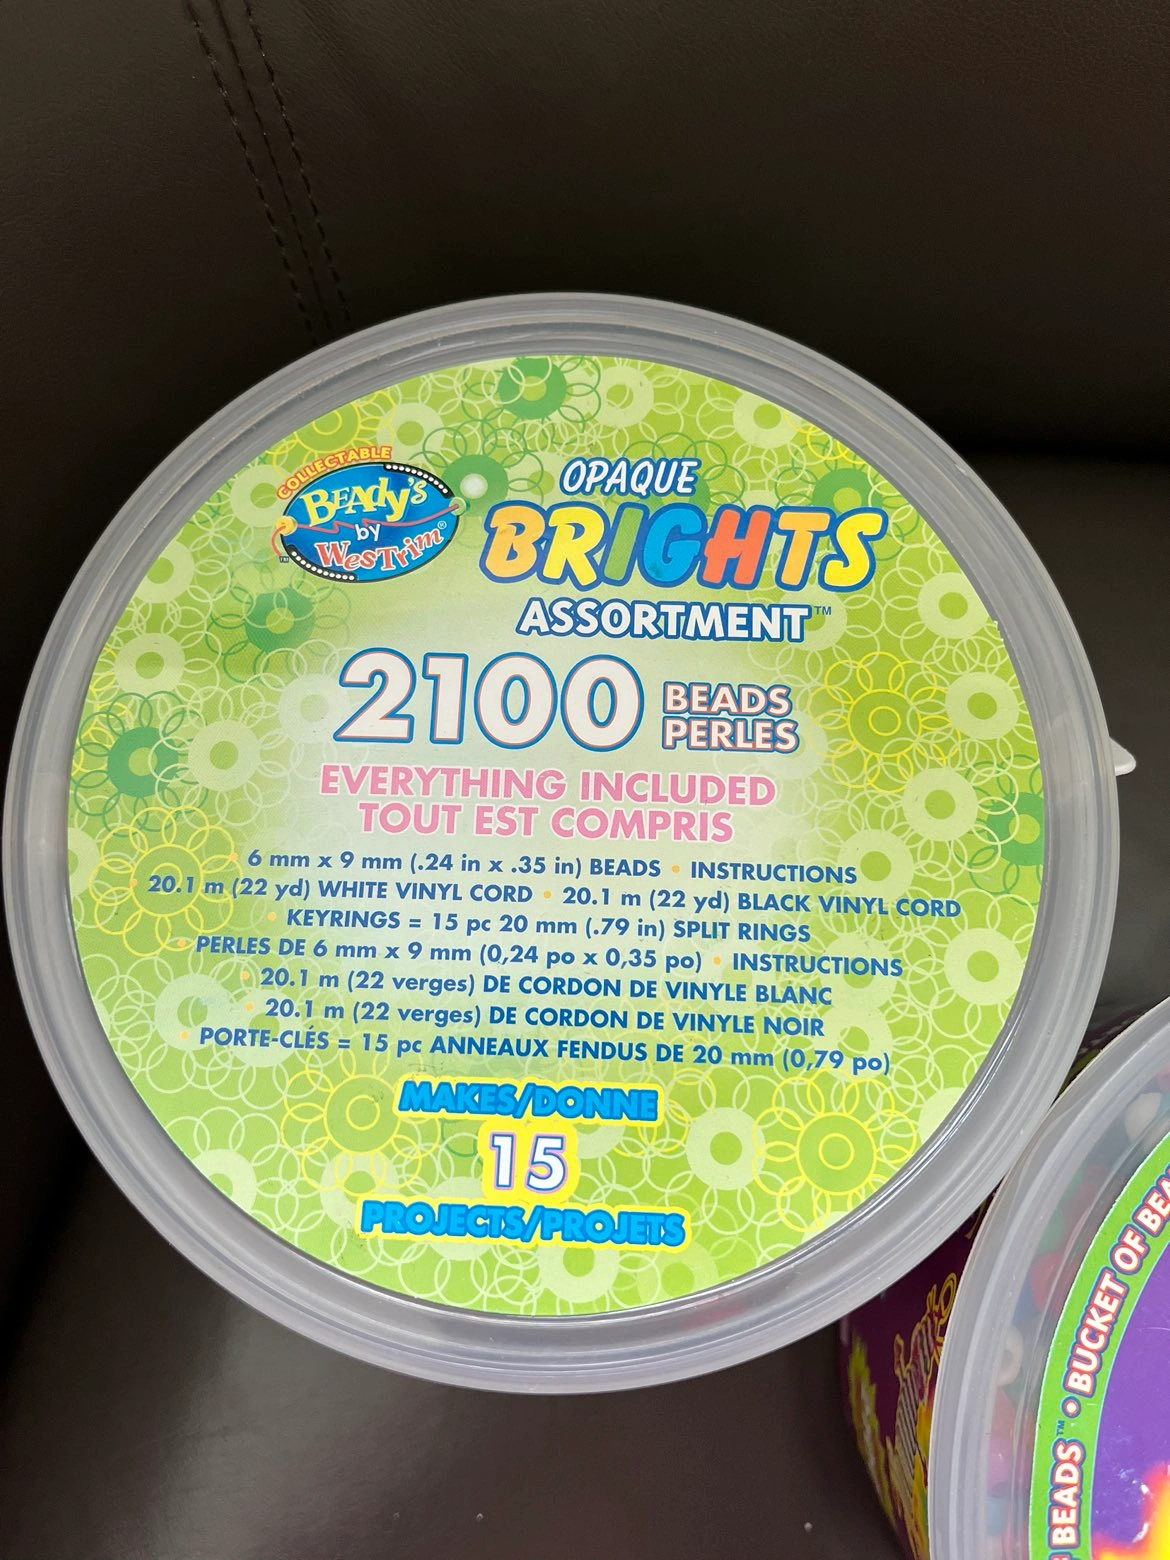 COLLECTABLE
BEADy's
by
WesTrim®
™
OPAQUE
BRIGHTS
ASSORTMENT™
2100 BEADS
PERLES
EVERYTHING INCLUDED
TOUT EST COMPRIS
6 mm x 9 mm (.24 in x .35 in) BEADS • INSTRUCTIONS
• 20.1 m (22 yd) WHITE VINYL CORD • 20.1 m (22 yd) BLACK VINYL CORD
• KEYRINGS = 15 pc 20 mm (.79 in) SPLIT RINGS
• PERLES DE 6 mm x 9 mm (0,24 po x 0,35 po) • INSTRUCTIONS
• 20.1 m (22 verges) DE CORDON DE VINYLE BLANC
• 20.1 m (22 verges) DE CORDON DE VINYLE NOIR
• PORTE-CLÉS = 15 pc ANNEAUX FENDUS DE 20 mm (0,79 po)
MAKES/DONNE
15
PROJECTS/PROJETS
BEADS™ • BUCKET OF BEA